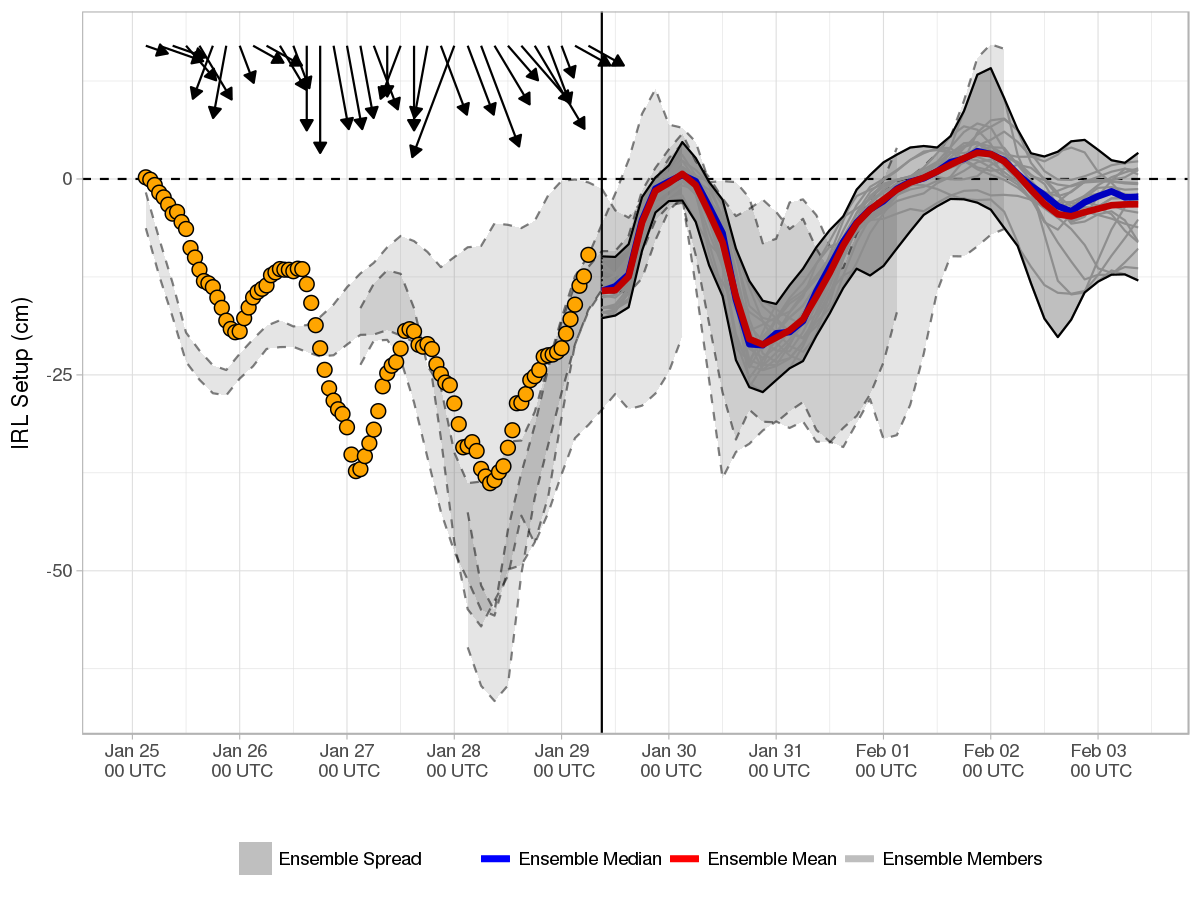 IRL Setup (cm)
0
-25
-50
Jan 25
00 UTC
Jan 26
00 UTC
Jan 27
00 UTC
Jan 28
00 UTC
Jan 29
00 UTC
Jan 30
00 UTC
Jan 31
00 UTC
Feb 01
00 UTC
Feb 02
00 UTC
Feb 03
00 UTC
Ensemble Spread
Ensemble Median
Ensemble Mean
Ensemble Members